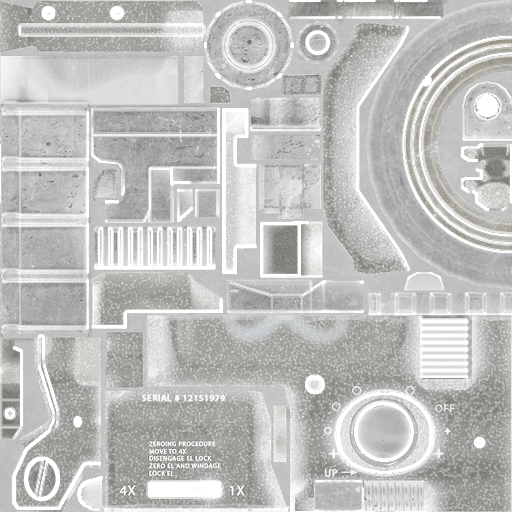 SERIAL # 12151979
OFF
ZEROING PROCEDURE
MOVE TO 4X
DISENGAGE EL LOCK
ZERO EL AND WINDAGE
LOCK EL
UP
4X 1X